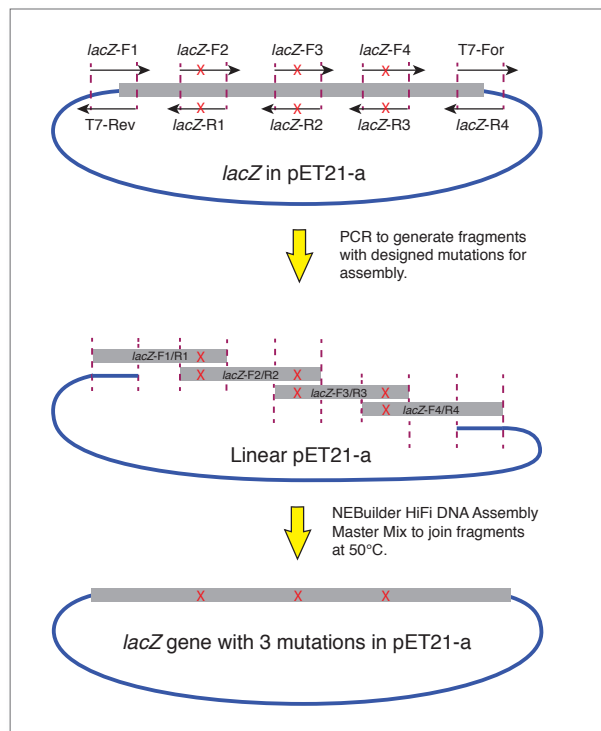 lacZ-F1 lacZ-F2 lacZ-F3 lacZ-F4 T7-For
X X X
X X X
T7-Rev lacZ-R1 lacZ-R2 lacZ-R3 lacZ-R4
lacZ in pET21-a
PCR to generate fragments
with designed mutations for
assembly.
lacZ-F1/R1 X
X lacZ-F2/R2 X
X lacZ-F3/R3 X
X lacZ-F4/R4
Linear pET21-a
NEBuilder HiFi DNA Assembly
Master Mix to join fragments
at 50°C.
X X X
lacZ gene with 3 mutations in pET21-a